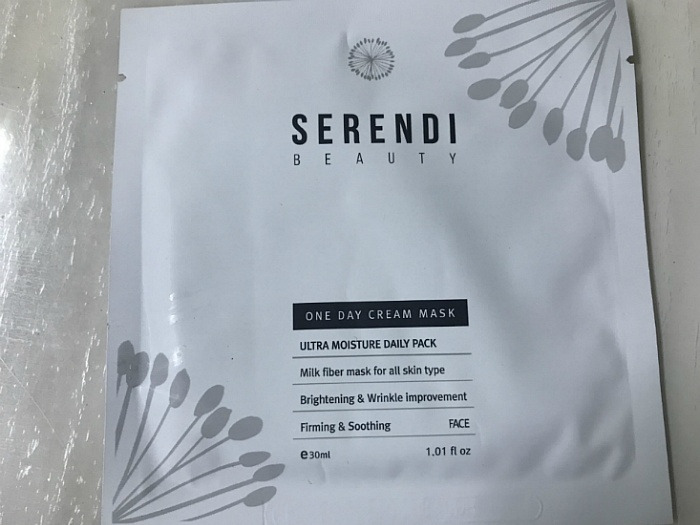 SERENDI
BEAUTY
ONE DAY CREAM MASK
ULTRA MOISTURE DAILY PACK
Milk fiber mask for all skin type
Brightening & Wrinkle improvement
Firming & Soothing FACE
e30ml 1.01 fl oz